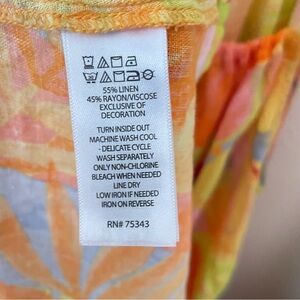 55% LINEN
45% RAYON/VISCOSE
EXCLUSIVE OF
DECORATION
TURN INSIDE OUT
MACHINE WASH COOL
- DELICATE CYCLE
WASH SEPARATELY
ONLY NON-CHLORINE
BLEACH WHEN NEEDED
LINE DRY
LOW IRON IF NEEDED
IRON ON REVERSE
RN# 75343